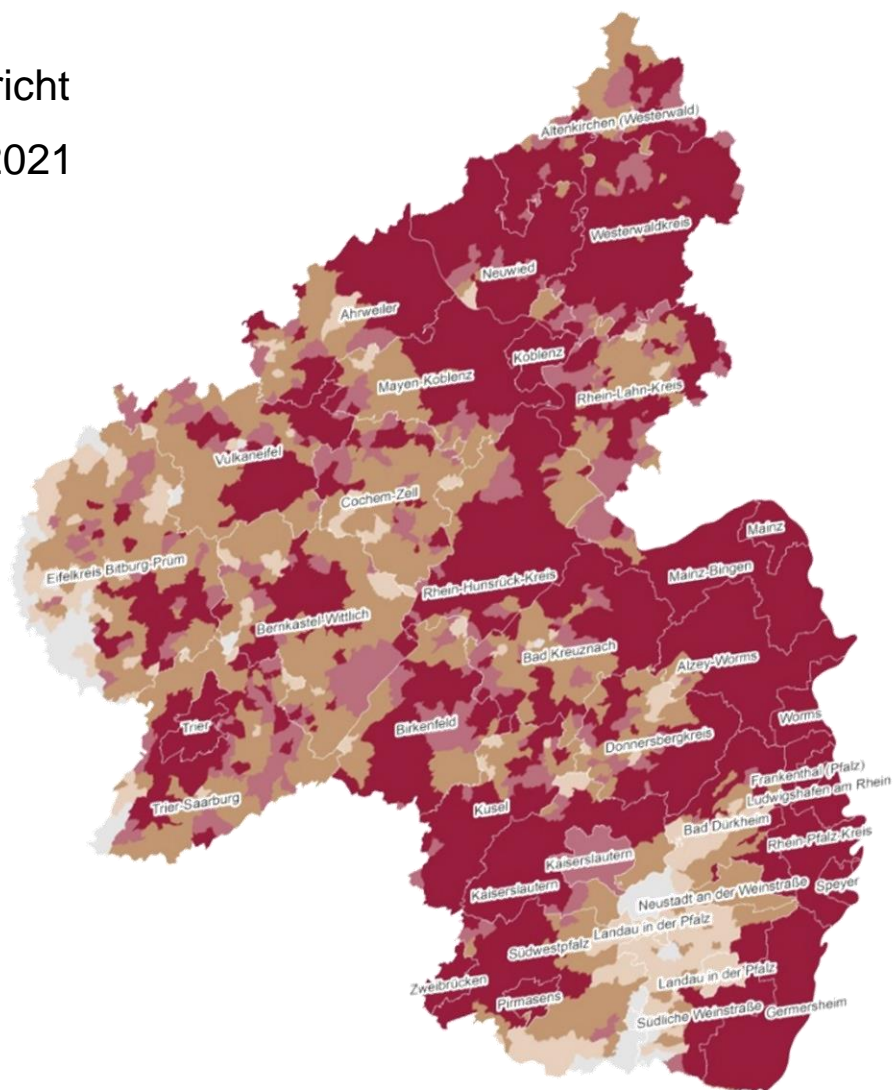 richt
2021
Altenkirchen (Westerwald)
Westerwaldkreis
Neuwied
Ahrweiler
Koblenz
Mayen-Koblenz
Rhein-Lahn-Kreis
Vulkaneifel
Cochem-Zell
Mainz
Eifelkreis Bitburg-Prüm
Mainz-Bingen
Rhein-Hunsrück-Kreis
Bernkastel-Wittlich
Bad Kreuznach
Alzey-Worms
Trier
Birkenfeld
Worms
Donnersbergkreis
Frankenthal (Pfalz)
Trier-Saarburg
Ludwigshafen am Rhein
Kusel
Bad Dürkheim
Rhein-Pfalz-Kreis
Kaiserslautern
Kaiserslautern
Speyer
Neustadt an der Weinstraße
Landau in der Pfalz
Südwestpfalz
Landau in der Pfalz
Zweibrücken
Pirmasens
Südliche Weinstraße
Germersheim